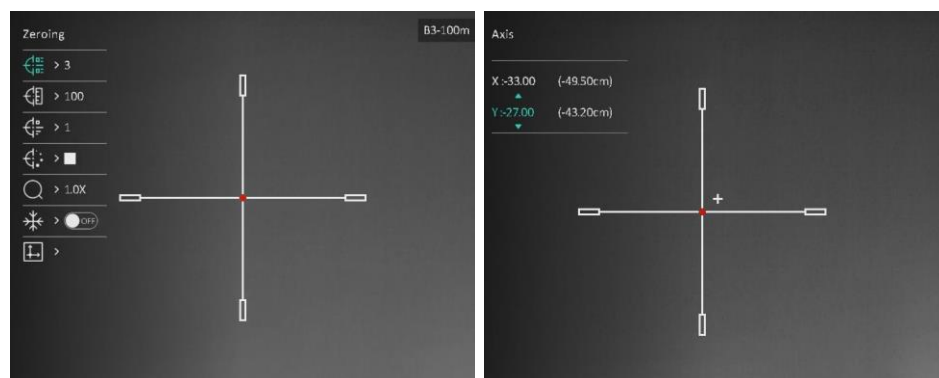 Zeroing
B3-100m
> 3
> 100
> 1
>
> 1.0X
> OFF
>
Axis
X:-33.00 (-49.50cm)
Y:-27.00 (-43.20cm)